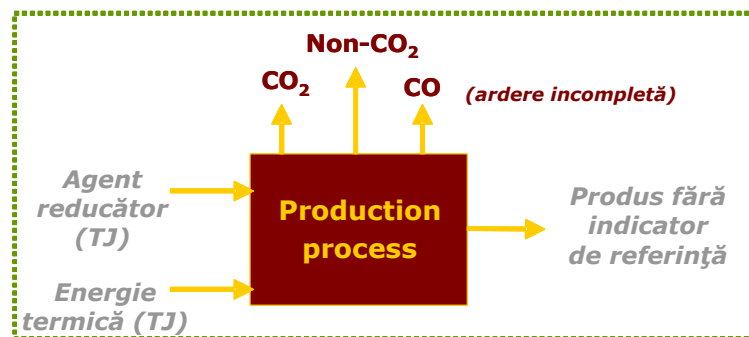 Non-CO₂
CO₂
CO
(ardere incompletă)
Agent
reducător
(TJ)
Production
process
Produs fără
indicator
de referinţă
Energie
termică (TJ)